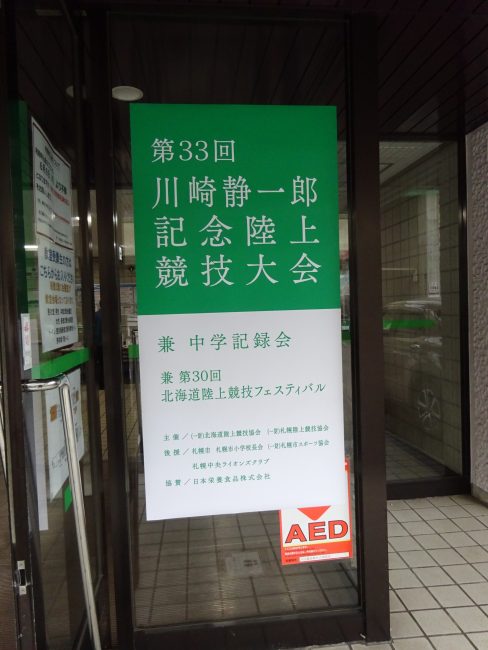 第33回
川崎静一郎
記念陸上
競技大会
兼 中学記録会
兼 第30回
北海道陸上競技フェスティバル
主 催／(一財)北海道陸上競技協会 (一財)札幌陸上競技協会
後 援／札幌市 札幌市小学校長会 (一財)札幌市スポーツ協会
札幌中央ライオンズクラブ
協 賛／日本栄養食品株式会社
AED